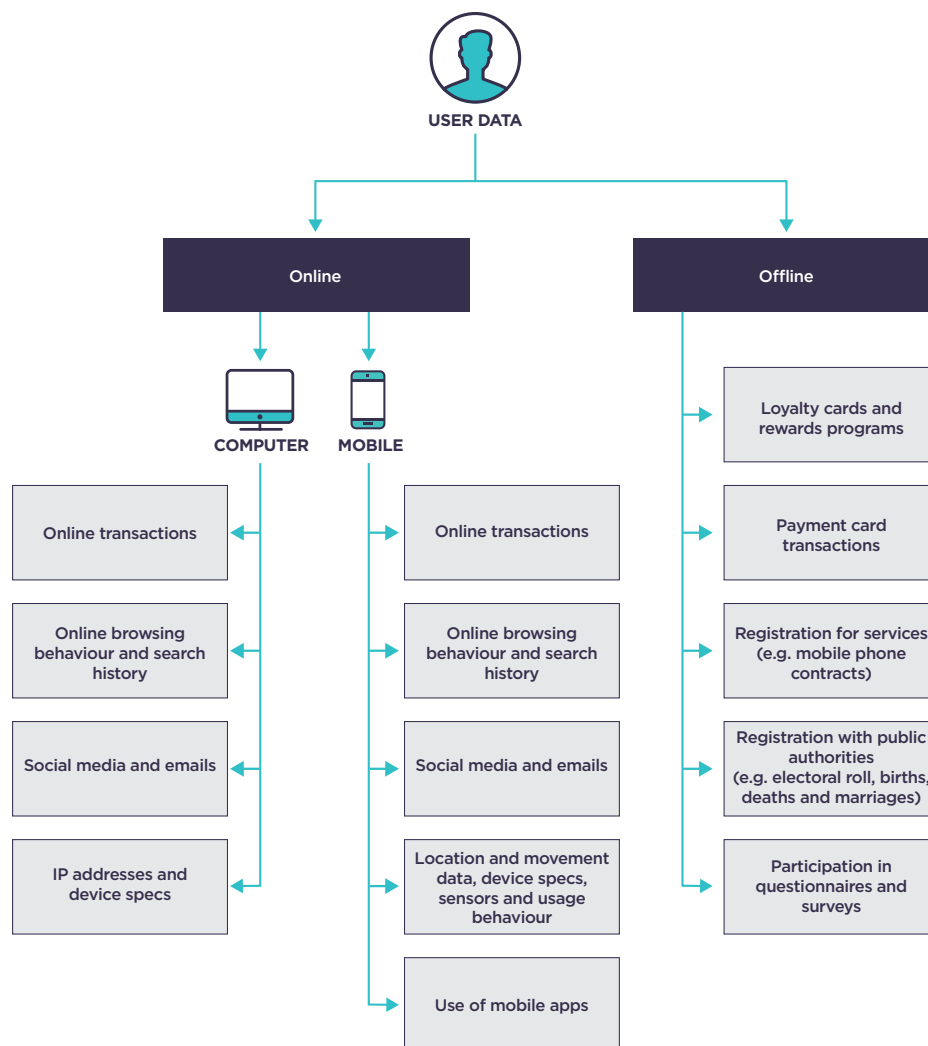 USER DATA
Online
Offline
COMPUTER
MOBILE
Online transactions
Online browsing
behaviour and search
history
Social media and emails
IP addresses and
device specs
Online transactions
Online browsing
behaviour and search
history
Social media and emails
Location and movement
data, device specs,
sensors and usage
behaviour
Use of mobile apps
Loyalty cards and
rewards programs
Payment card
transactions
Registration for services
(e.g. mobile phone
contracts)
Registration with public
authorities
(e.g. electoral roll, births,
deaths and marriages)
Participation in
questionnaires and
surveys